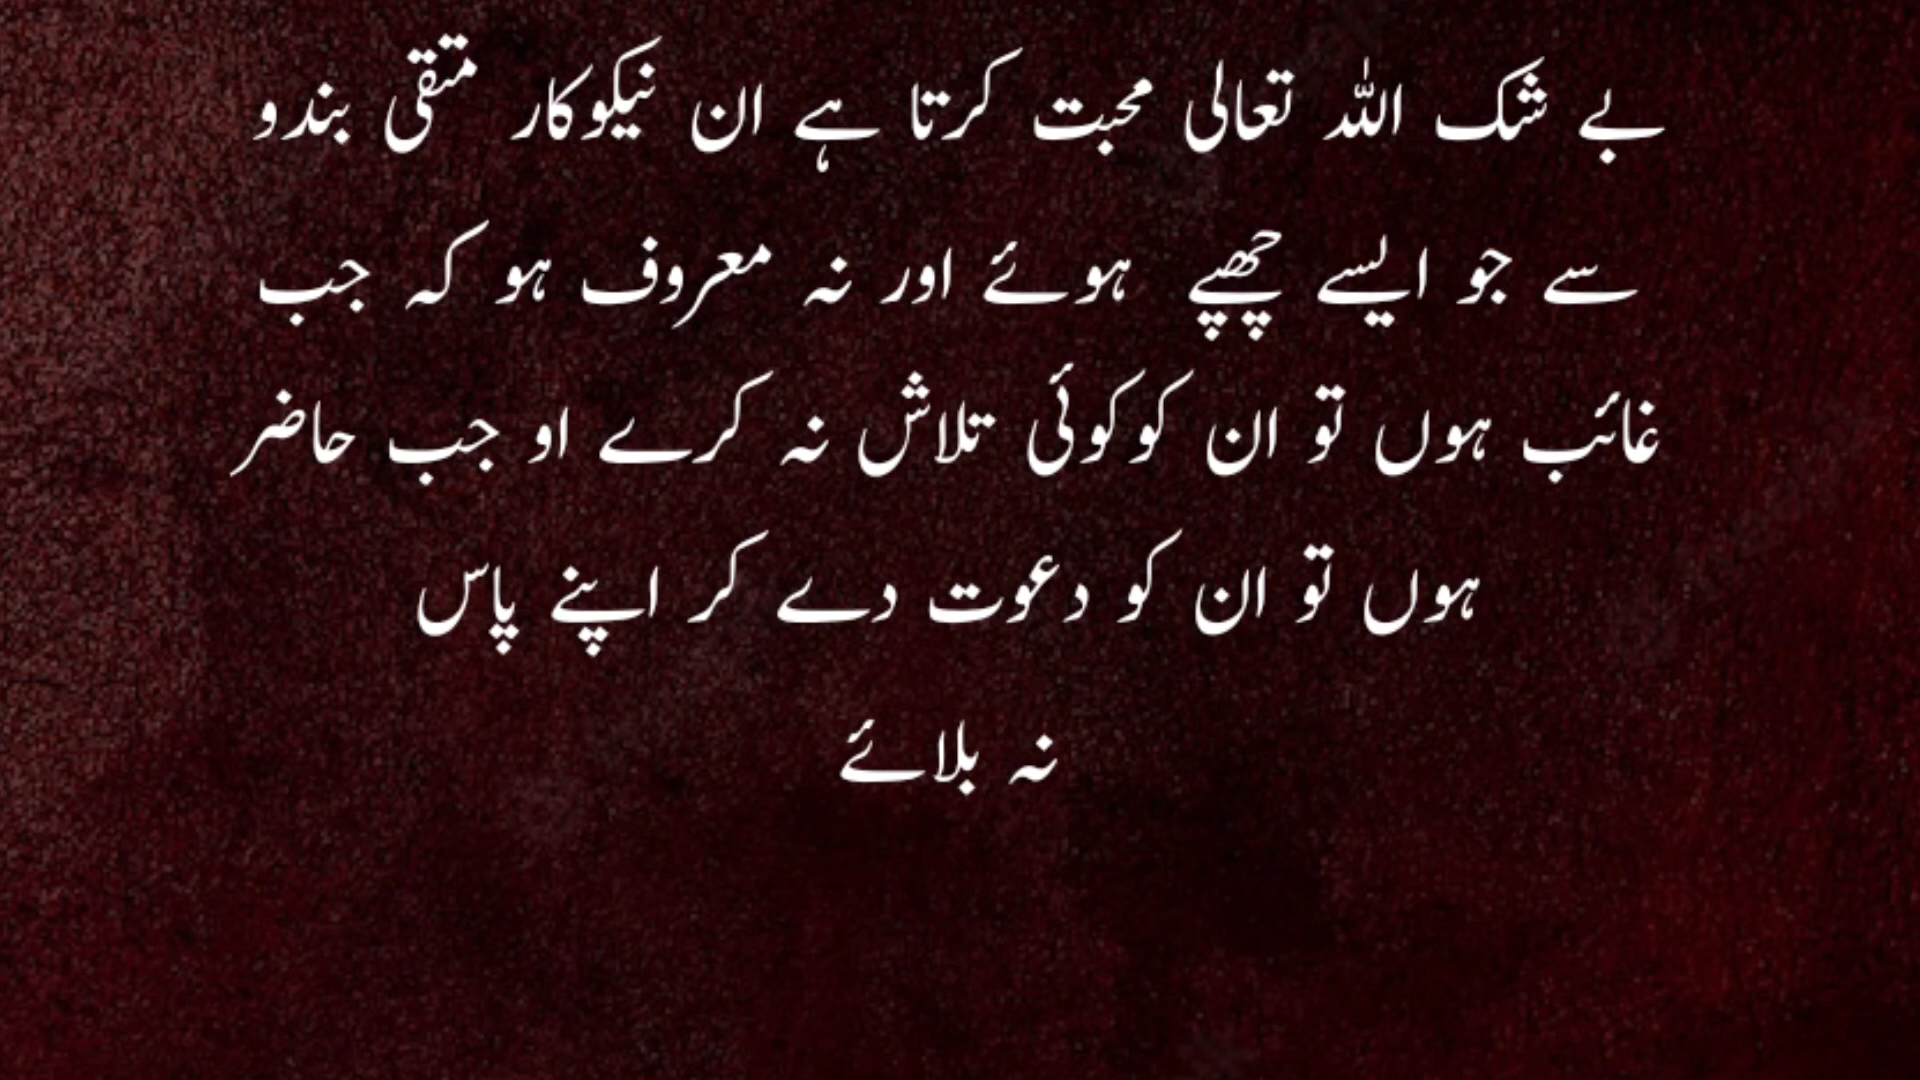 بے شک اللہ تعالی محبت کرتا ہے ان نیکوکار متقی بندو
سے جو ایسے چھپے ہوئے اور نہ معروف ہو کہ جب
غائب ہوں تو ان کوکوئی تلاش نہ کرے او جب حاضر
ہوں تو ان کو دعوت دے کر اپنے پاس
نہ بلائے